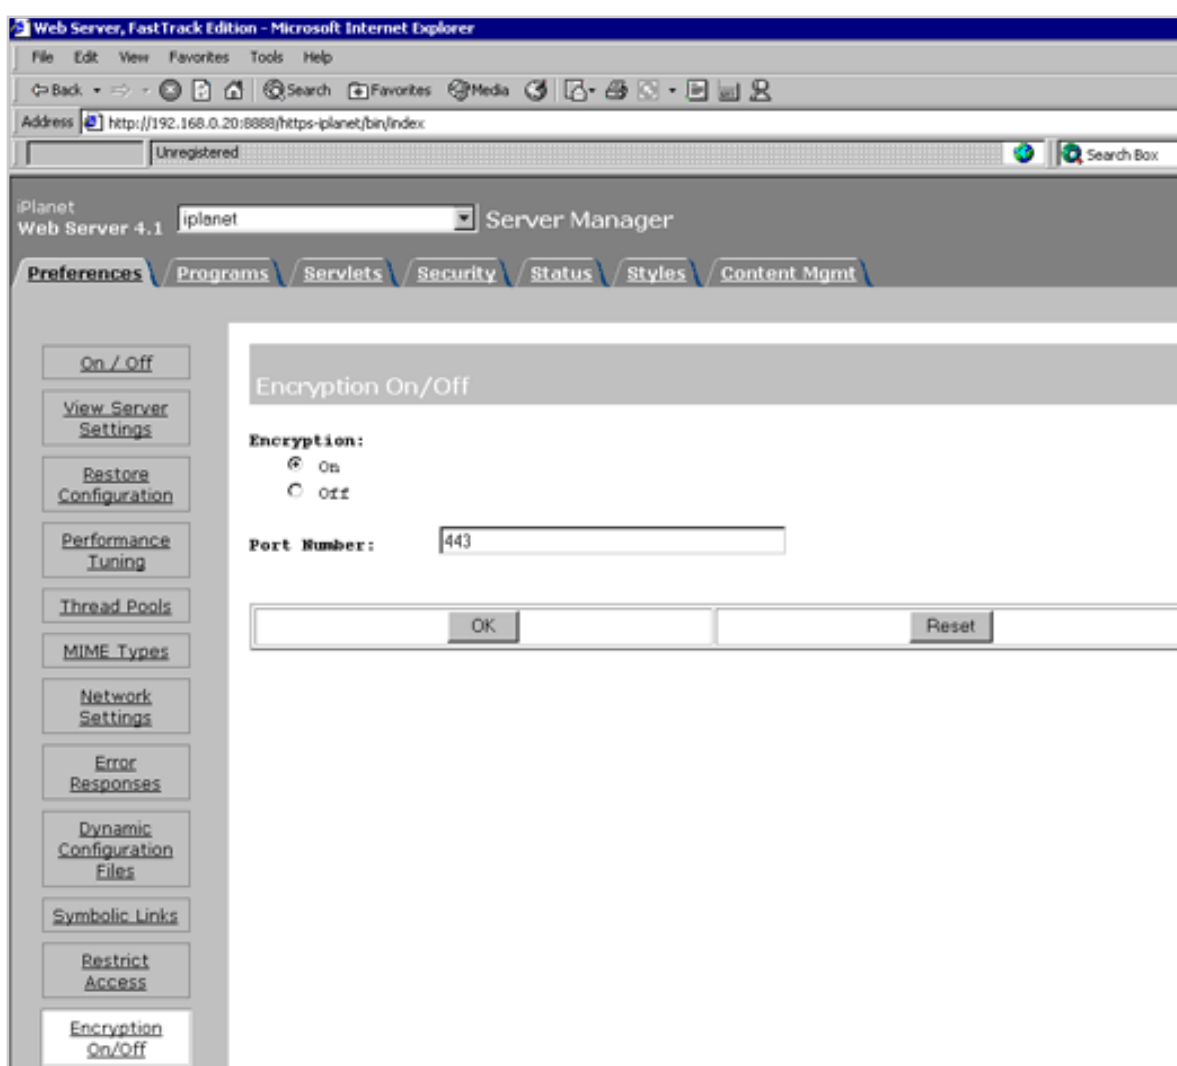 Web Server, FastTrack Edition - Microsoft Internet Explorer
File Edit View Favorites Tools Help
Back Search Favorites Media
Address http://192.168.0.20:8888/https-iplanet/bin/index
Unregistered Search Box
iPlanet
Web Server 4.1 iplanet Server Manager
Preferences Programs Servlets Security Status Styles Content Mgmt
On / Off
View Server
Settings
Restore
Configuration
Performance
Tuning
Thread Pools
MIME Types
Network
Settings
Error
Responses
Dynamic
Configuration
Files
Symbolic Links
Restrict
Access
Encryption
On/Off
Encryption On/Off
Encryption:
On
Off
Port Number: 443
OK Reset